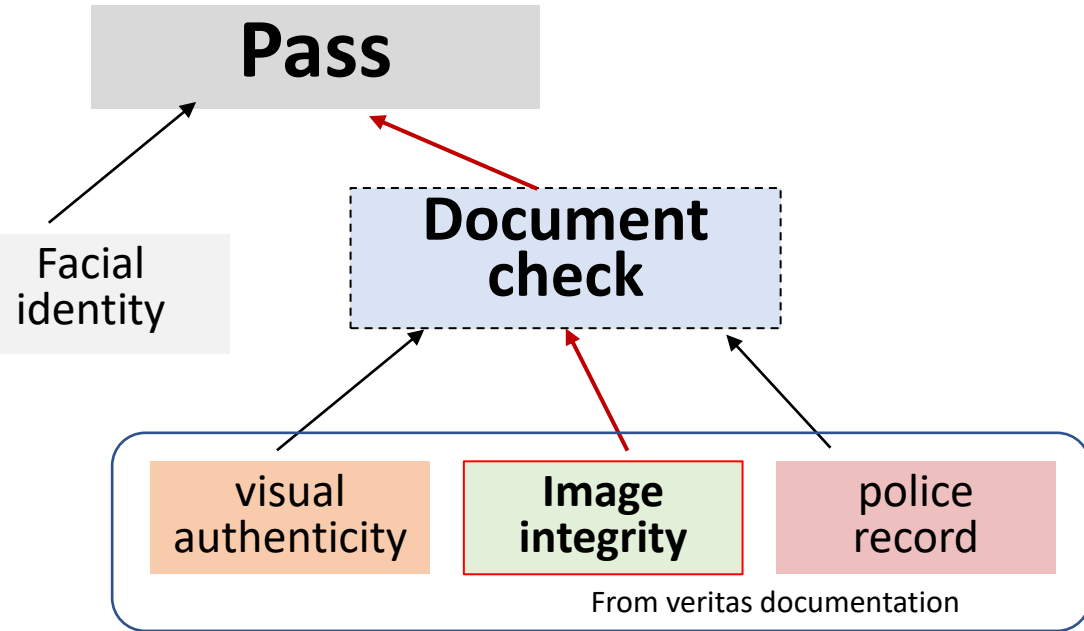 Pass
Document
check
Facial
identity
visual
authenticity
Image
integrity
police
record
From veritas documentation